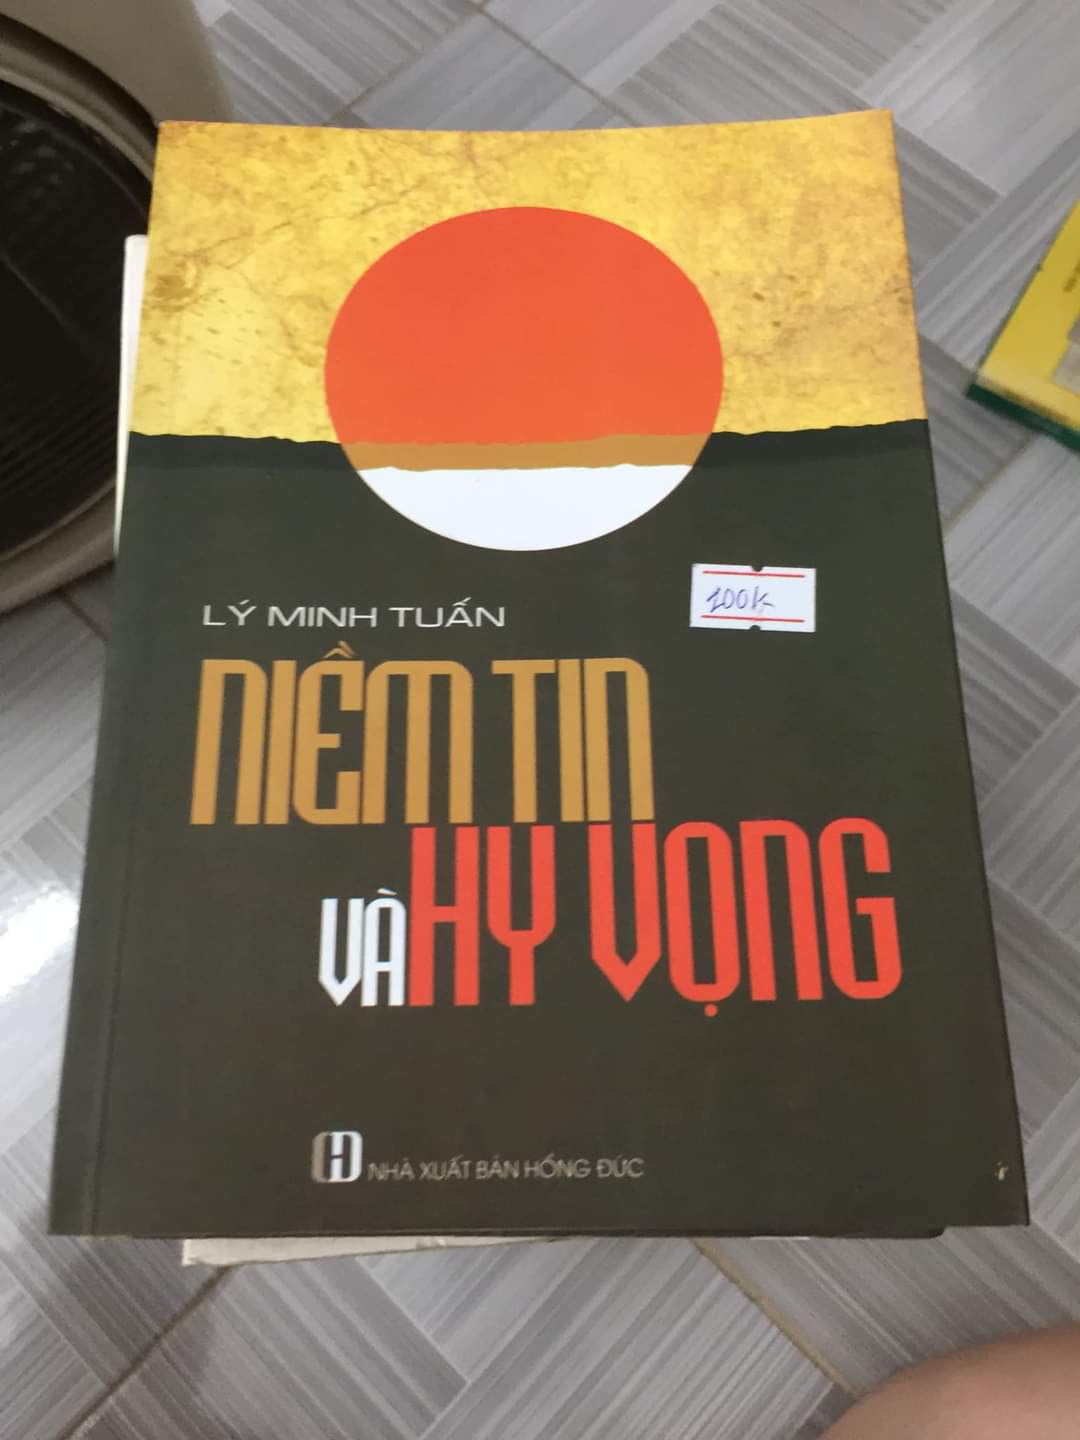 LÝ MINH TUẤN
100k
NIỀM TIN
VÀ HY VỌNG
NHÀ XUẤT BẢN HỒNG ĐỨC